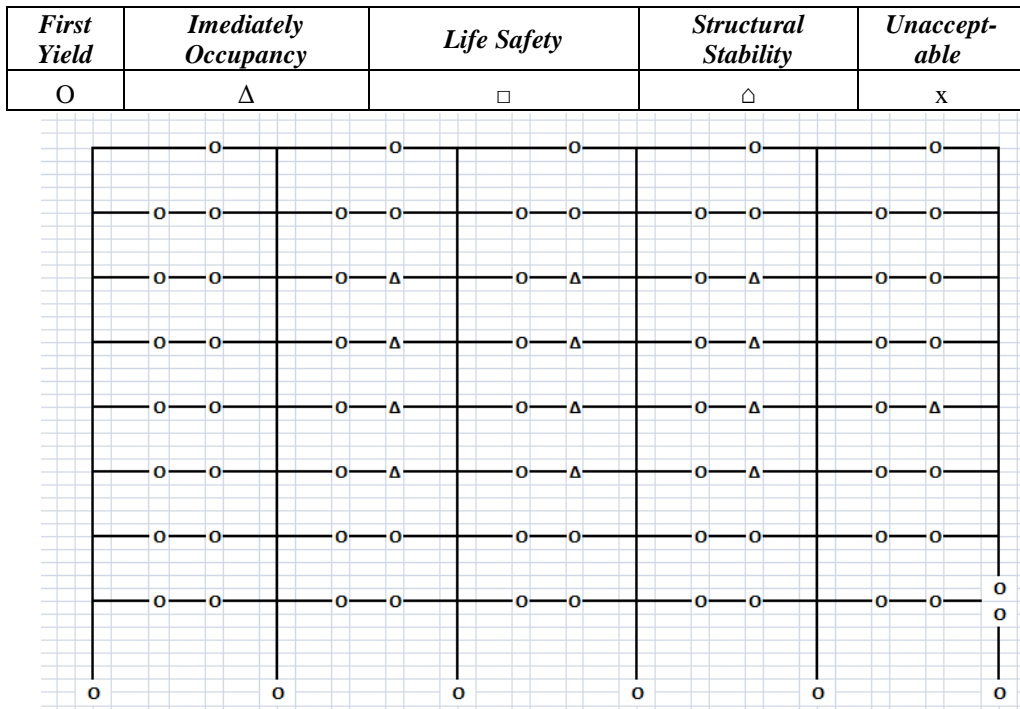 First Yield Imediately Occupancy Life Safety Structural Stability Unaccept-able
O Δ □ ⌂ x
O O O O O
O O O O O O O O O O
O O O Δ O Δ O Δ O O
O O O Δ O Δ O Δ O O
O O O Δ O Δ O Δ O Δ
O O O Δ O Δ O Δ O O
O O O O O O O O O O
O
O O O O O O O O O O
O
O O O O O O